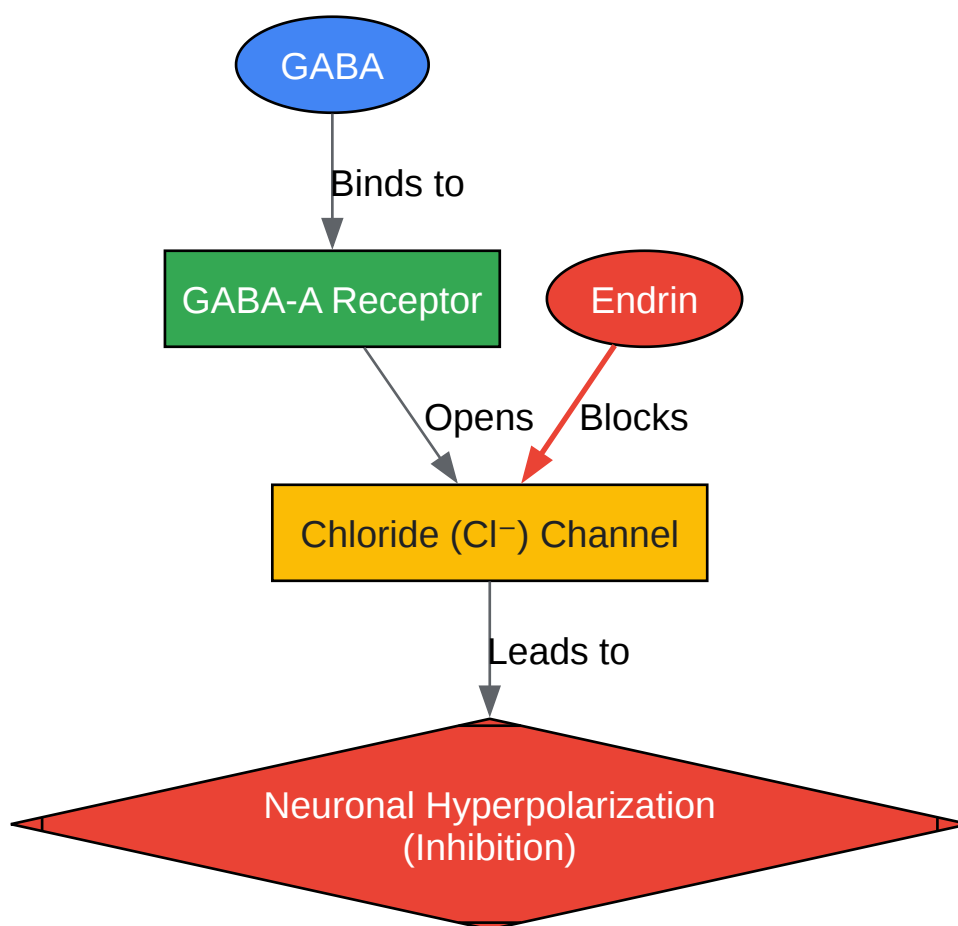 GABA
Binds to
GABA-A Receptor
Endrin
Opens
Blocks
Chloride (Cl⁻) Channel
Leads to
Neuronal Hyperpolarization
(Inhibition)